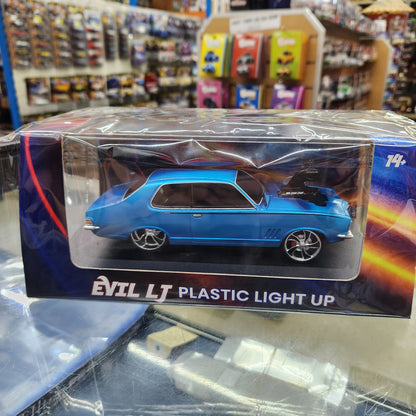 14+
EVIL LJ PLASTIC LIGHT UP